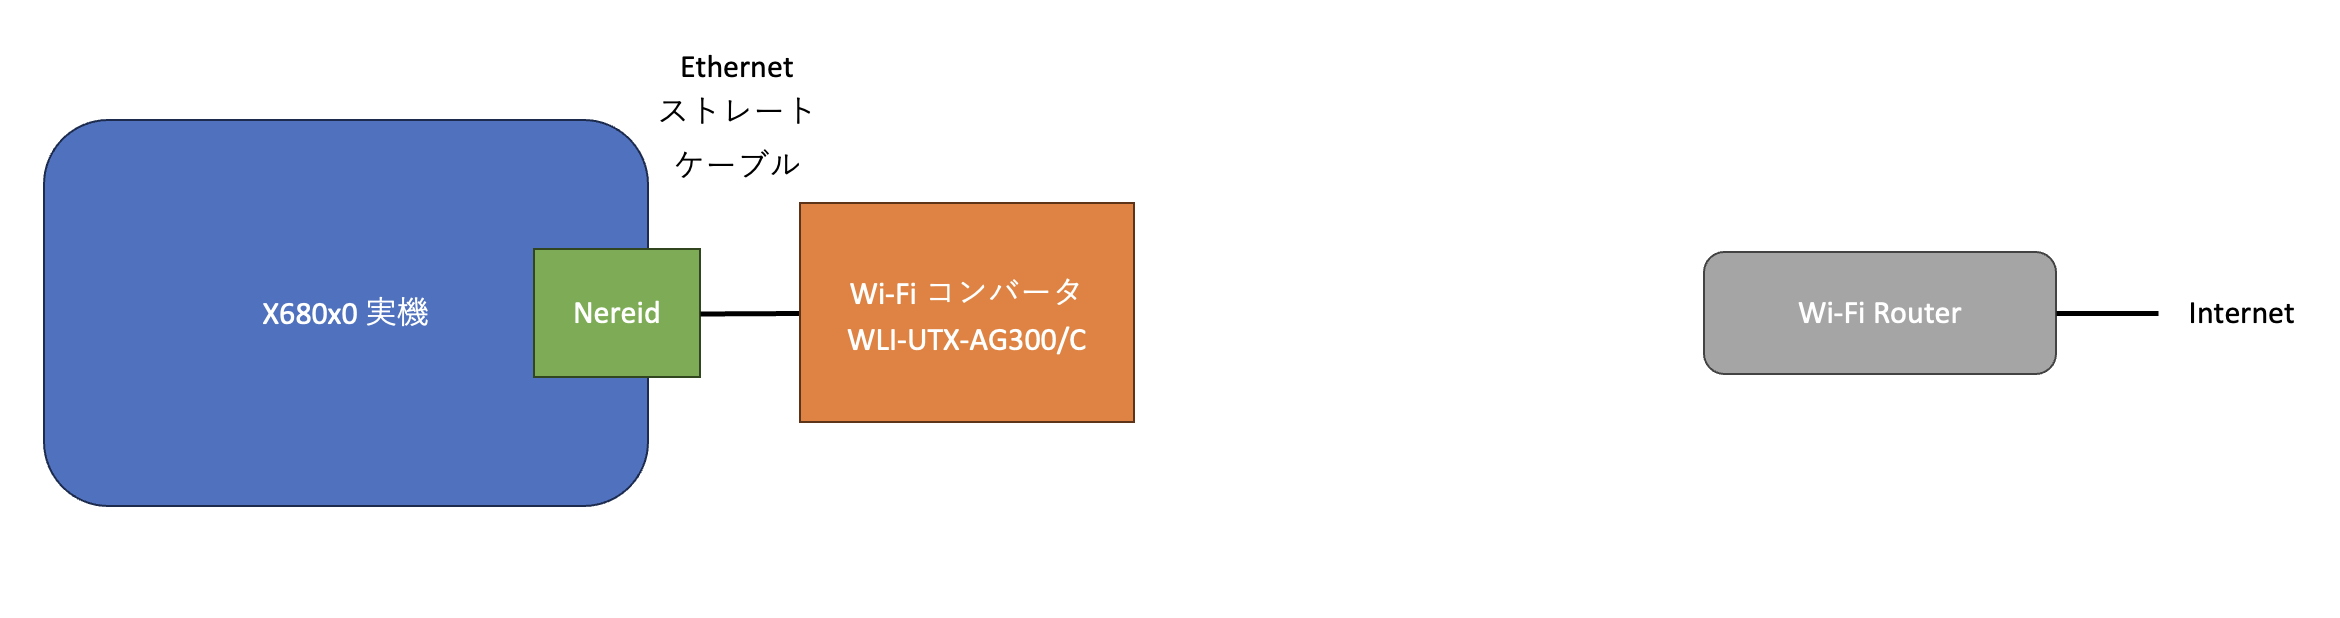 Ethernet
ストレート
ケーブル
X680x0 実機
Nereid
Wi-Fi コンバータ
WLI-UTX-AG300/C
Wi-Fi Router
Internet